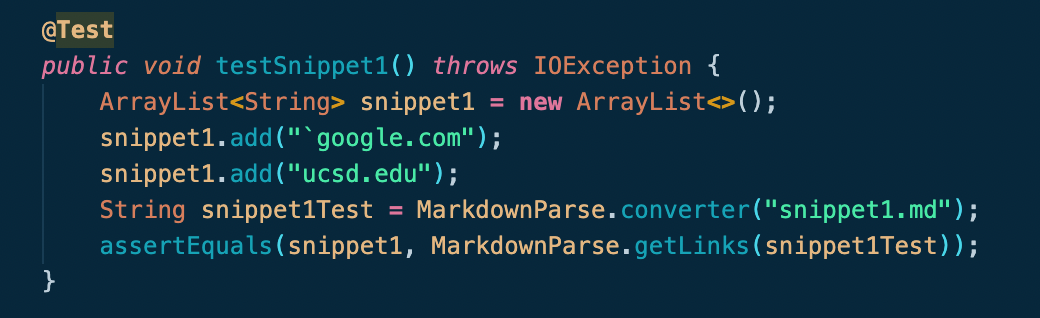 @Test
public void testSnippet1() throws IOException {
    ArrayList<String> snippet1 = new ArrayList<>();
    snippet1.add("`google.com");
    snippet1.add("ucsd.edu");
    String snippet1Test = MarkdownParse.converter("snippet1.md");
    assertEquals(snippet1, MarkdownParse.getLinks(snippet1Test));
}